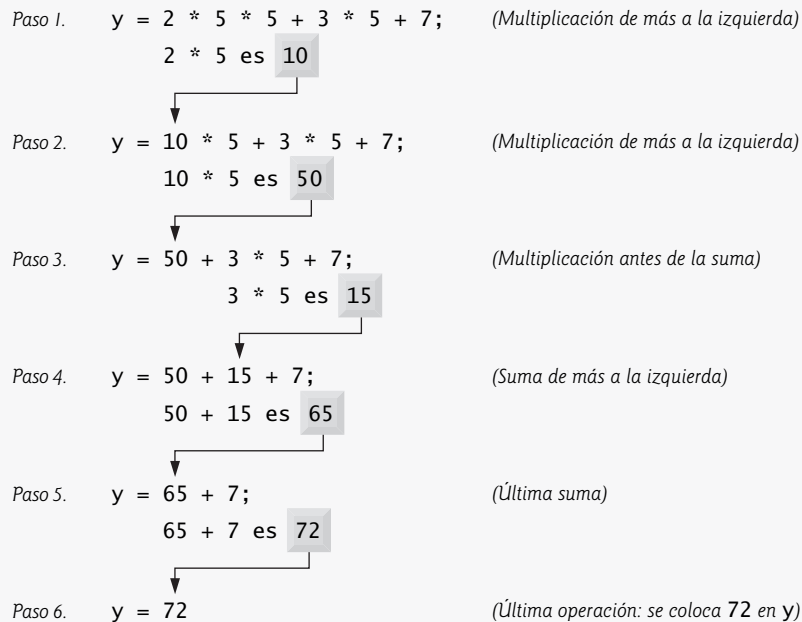 Paso 1. y = 2 * 5 * 5 + 3 * 5 + 7; (Multiplicación de más a la izquierda)
2 * 5 es 10
Paso 2. y = 10 * 5 + 3 * 5 + 7; (Multiplicación de más a la izquierda)
10 * 5 es 50
Paso 3. y = 50 + 3 * 5 + 7; (Multiplicación antes de la suma)
3 * 5 es 15
Paso 4. y = 50 + 15 + 7; (Suma de más a la izquierda)
50 + 15 es 65
Paso 5. y = 65 + 7; (Última suma)
65 + 7 es 72
Paso 6. y = 72 (Última operación: se coloca 72 en y)